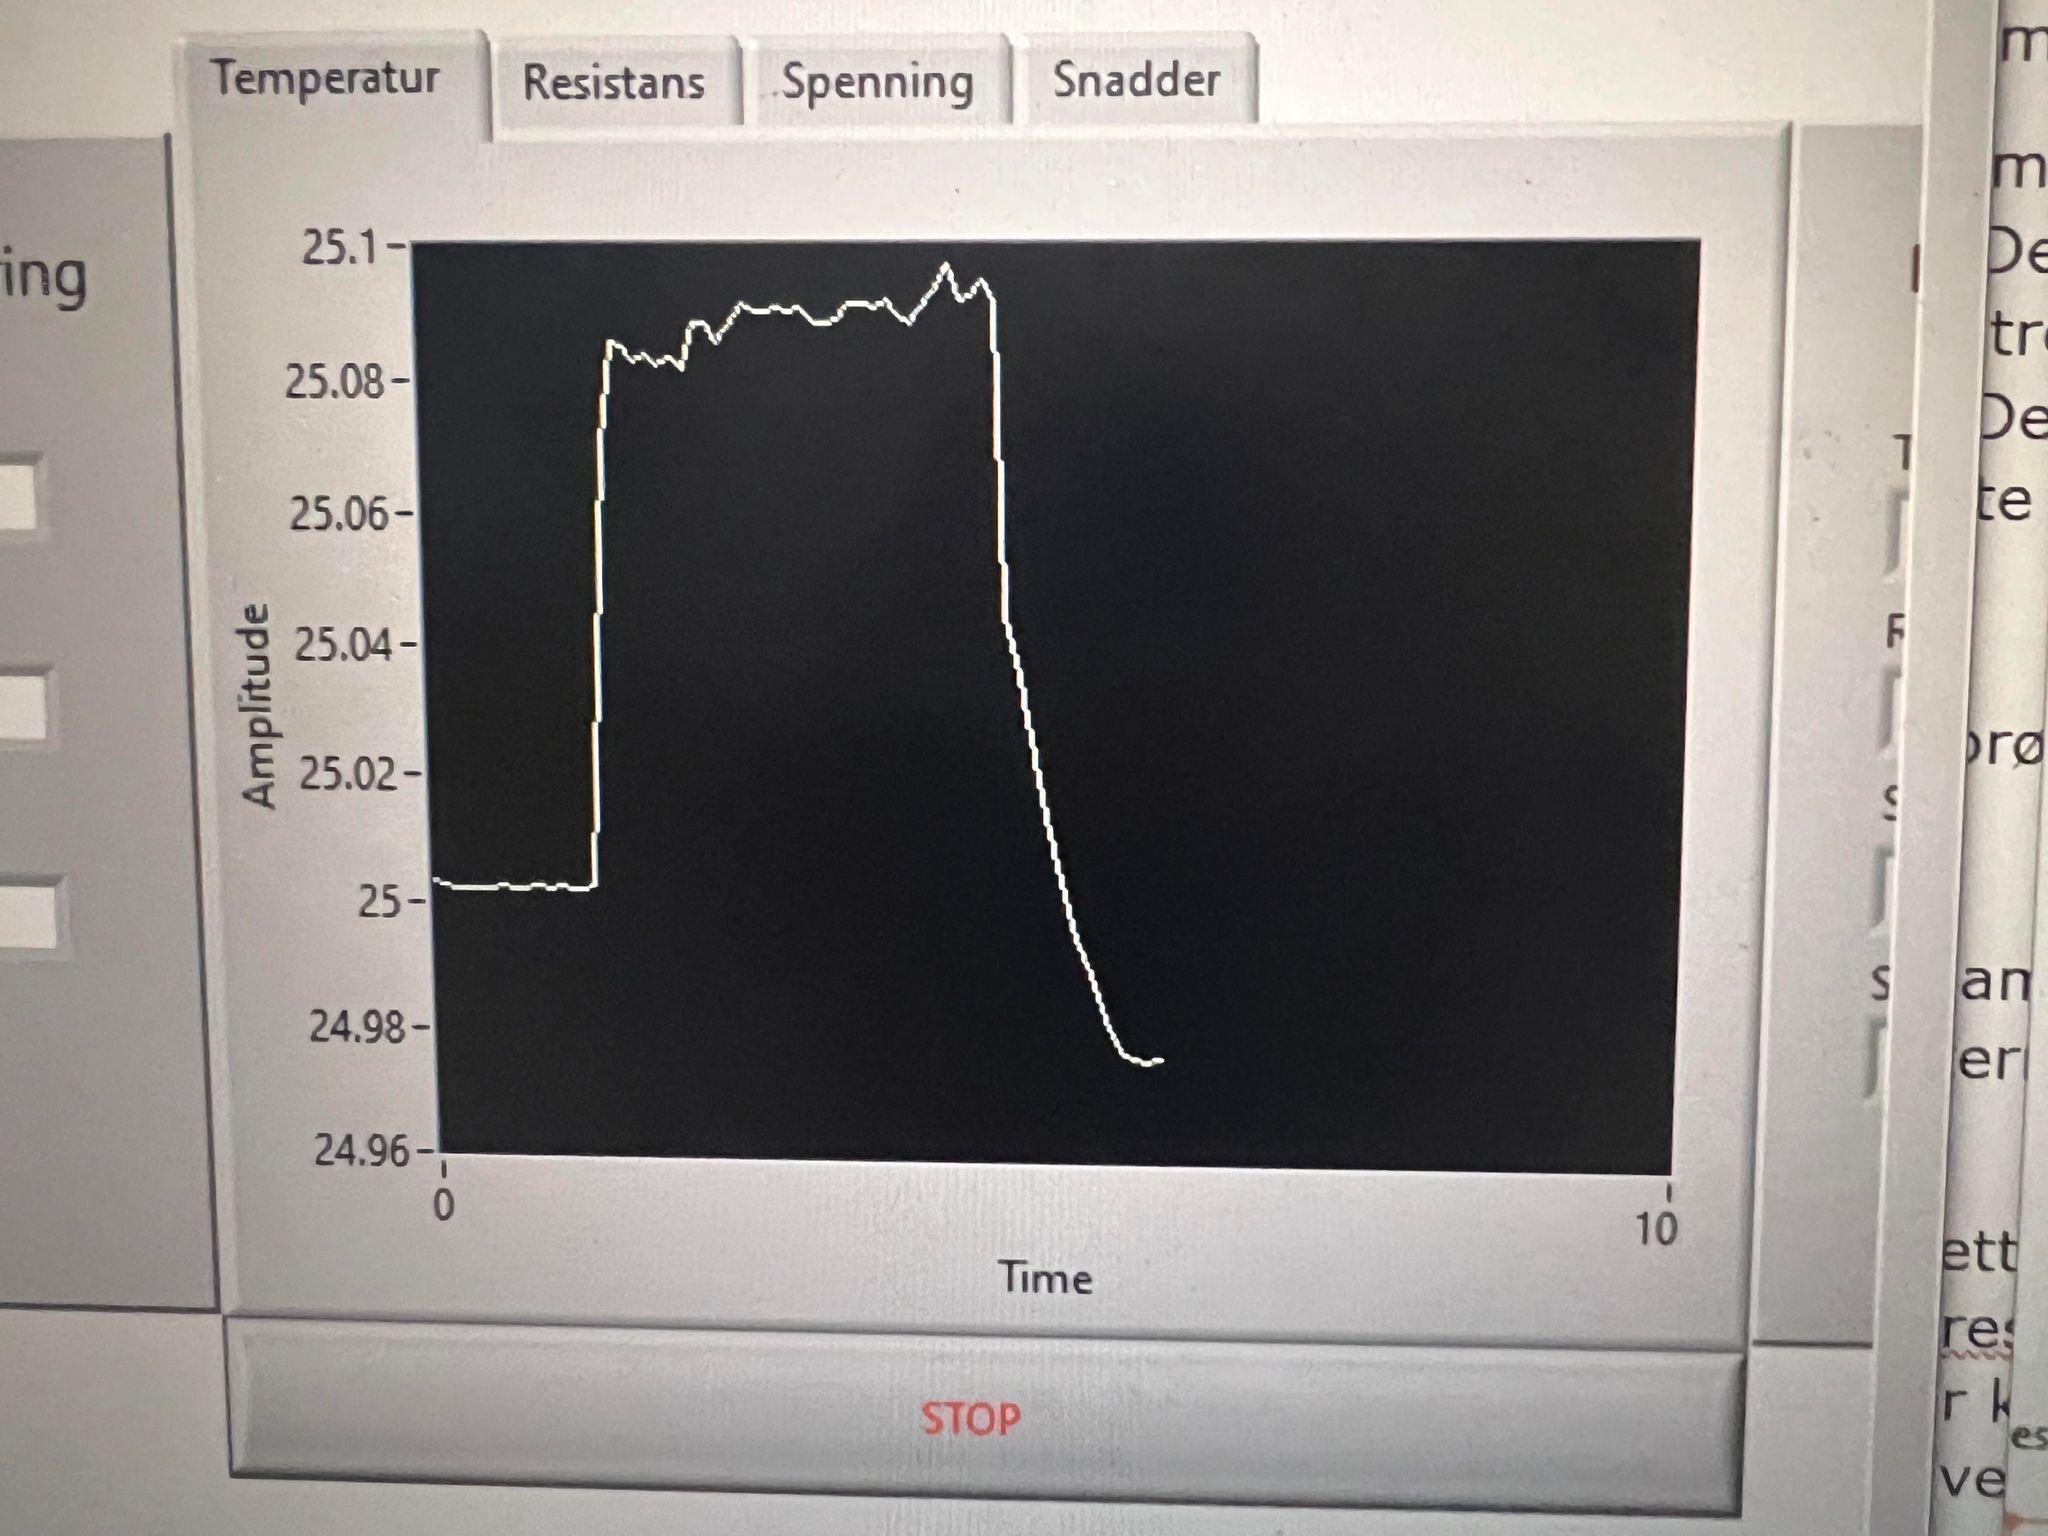 Temperatur Resistans Spenning Snadder
ing
25.1
25.08
25.06
25.04
25.02
25
24.98
24.96
Amplitude
0 10
Time
STOP
m
m
De
tre
De
te
T
R
S
S
prø
an
er
ett
res
r k
es
ve